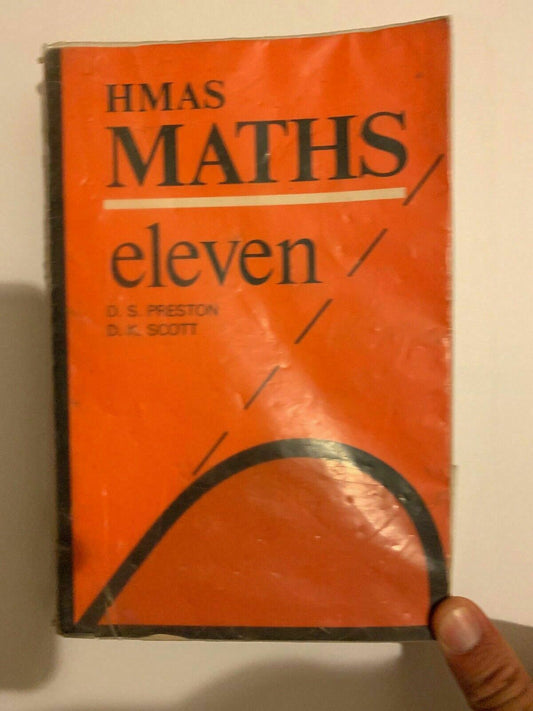 HMAS
MATHS
eleven
D. S. PRESTON
D. K. SCOTT